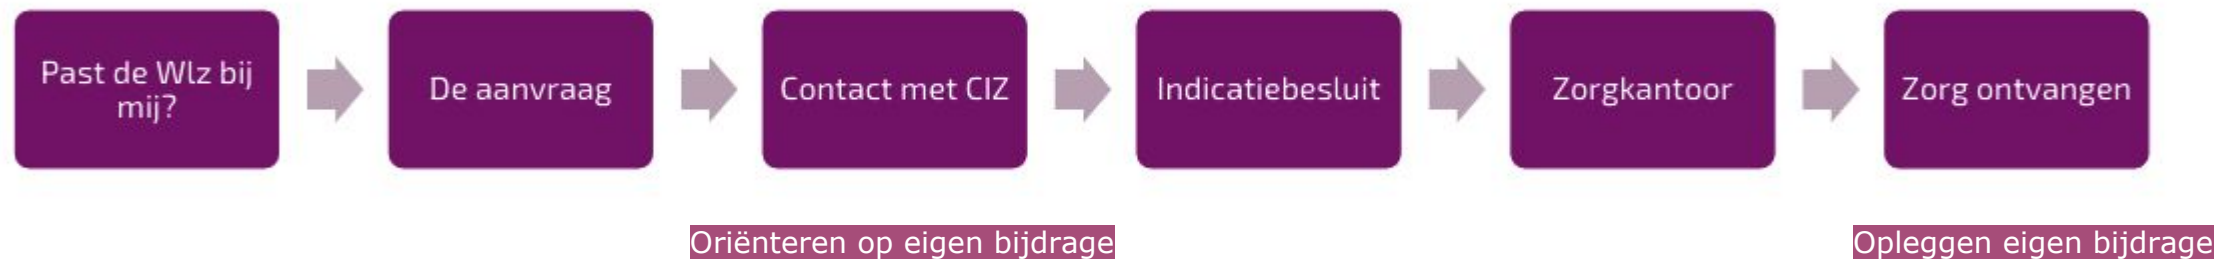 Past de Wlz bij
mij?
De aanvraag
Contact met CIZ
Indicatiebesluit
Zorgkantoor
Zorg ontvangen
Oriënteren op eigen bijdrage
Opleggen eigen bijdrage